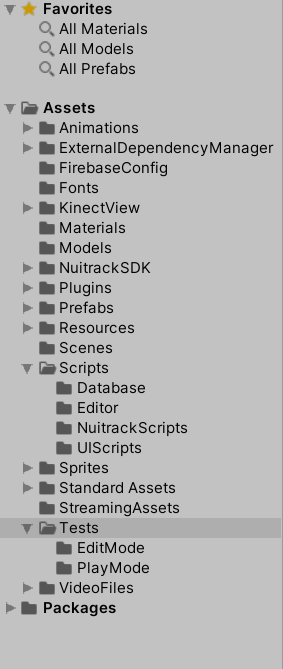 Favorites
All Materials
All Models
All Prefabs
Assets
Animations
ExternalDependencyManager
FirebaseConfig
Fonts
KinectView
Materials
Models
NuitrackSDK
Plugins
Prefabs
Resources
Scenes
Scripts
Database
Editor
NuitrackScripts
UIScripts
Sprites
Standard Assets
StreamingAssets
Tests
EditMode
PlayMode
VideoFiles
Packages